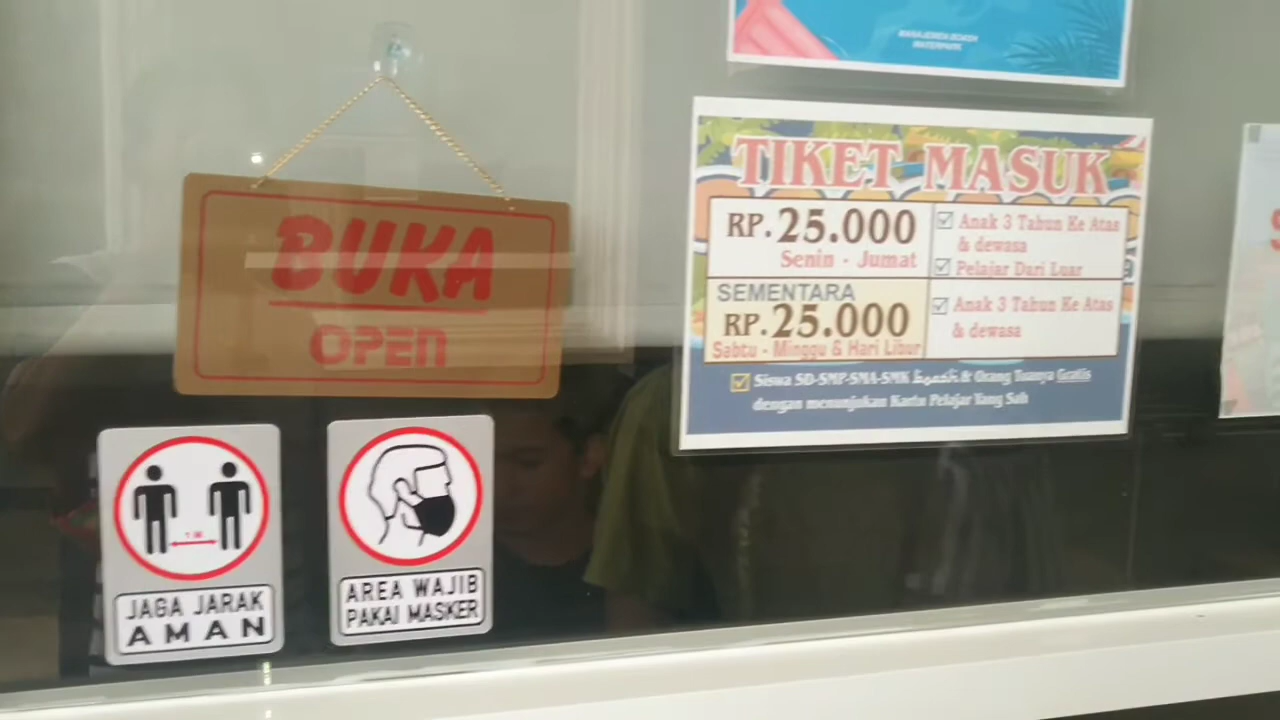 WATERPARK
BUKA
OPEN
TIKET MASUK
RP. 25.000
Senin - Jumat
Anak 3 Tahun Ke Atas
& dewasa
Pelajar Dari Luar
SEMENTARA
RP. 25.000
Sabtu - Minggu & Hari Libur
Anak 3 Tahun Ke Atas
& dewasa
Siswa SD-SMP-SMA-SMK & Orang Tuanya Gratis
dengan menunjukan Kartu Pelajar Yang Sah
JAGA JARAK
AMAN
AREA WAJIB
PAKAI MASKER